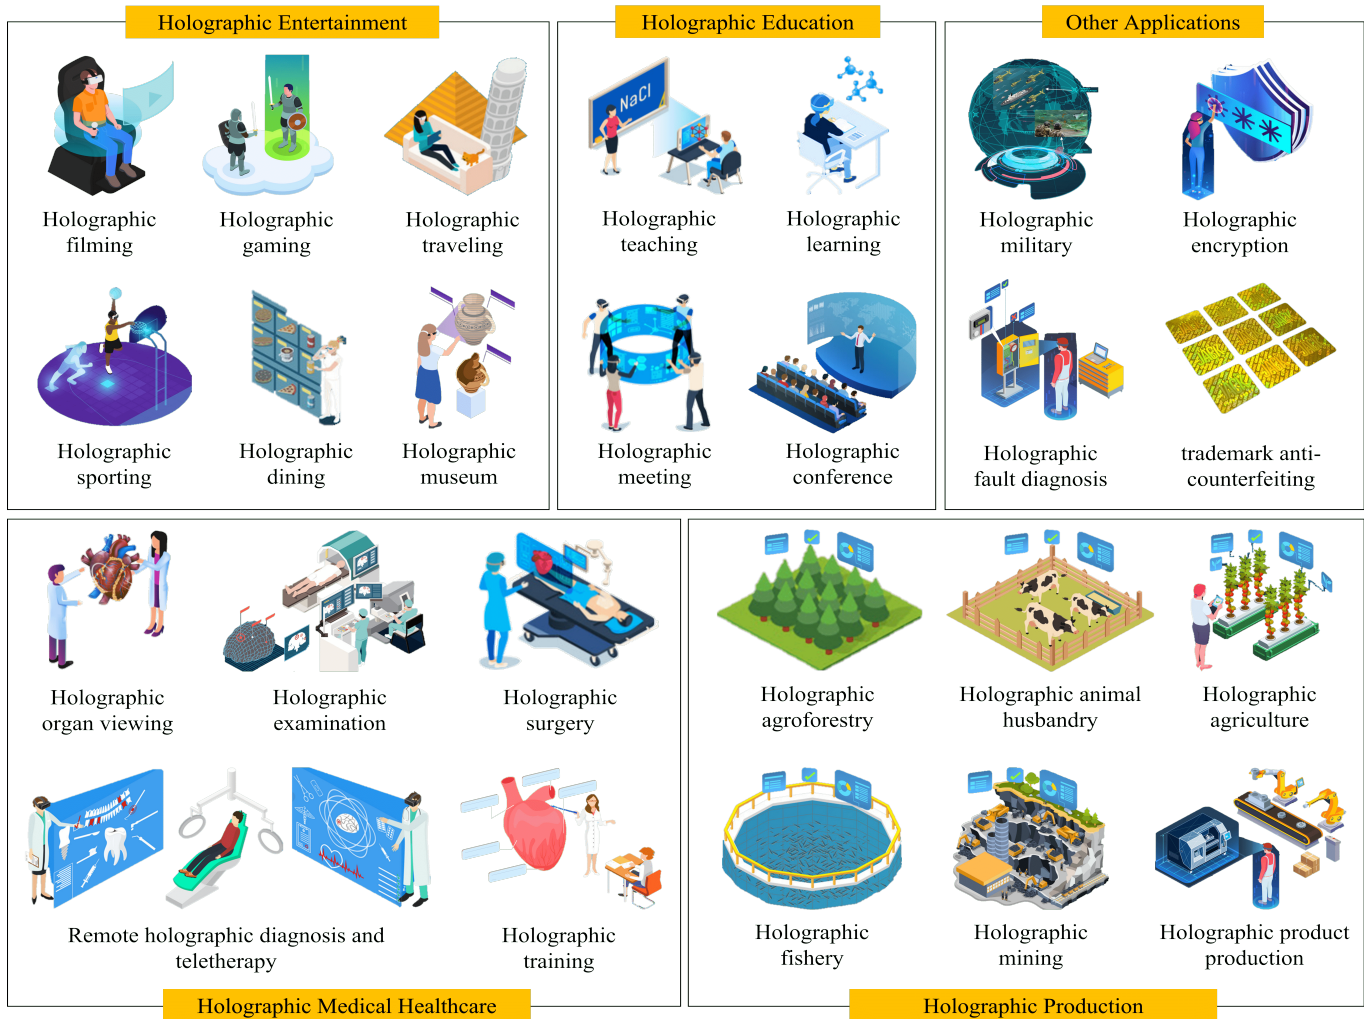 Holographic Entertainment
Holographic
filming
Holographic
gaming
Holographic
traveling
Holographic
sporting
Holographic
dining
Holographic
museum
Holographic Education
NaCl
Holographic
teaching
Holographic
learning
Holographic
meeting
Holographic
conference
Other Applications
Holographic
military
Holographic
encryption
Holographic
fault diagnosis
trademark anti-
counterfeiting
Holographic
organ viewing
Holographic
examination
Holographic
surgery
Remote holographic diagnosis and
teletherapy
Holographic
training
Holographic Medical Healthcare
Holographic
agroforestry
Holographic animal
husbandry
Holographic
agriculture
Holographic
fishery
Holographic
mining
Holographic product
production
Holographic Production